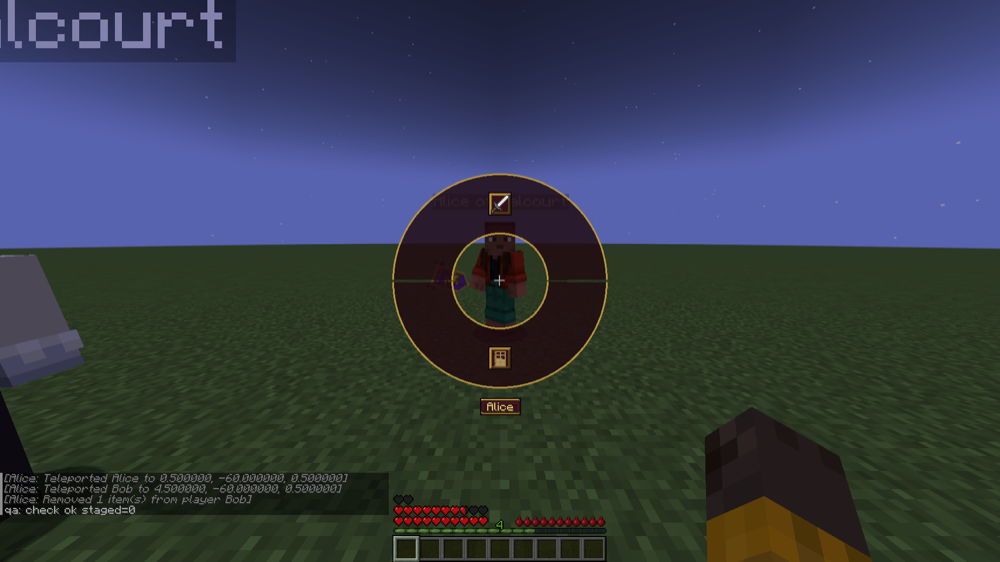 lcourt
Alice
[Alice: Teleported Alice to 0.500000, -60.000000, 0.500000]
[Alice: Teleported Bob to 4.500000, -60.000000, 0.500000]
[Alice: Removed 1 item(s) from player Bob]
qa: check ok staged=0
4